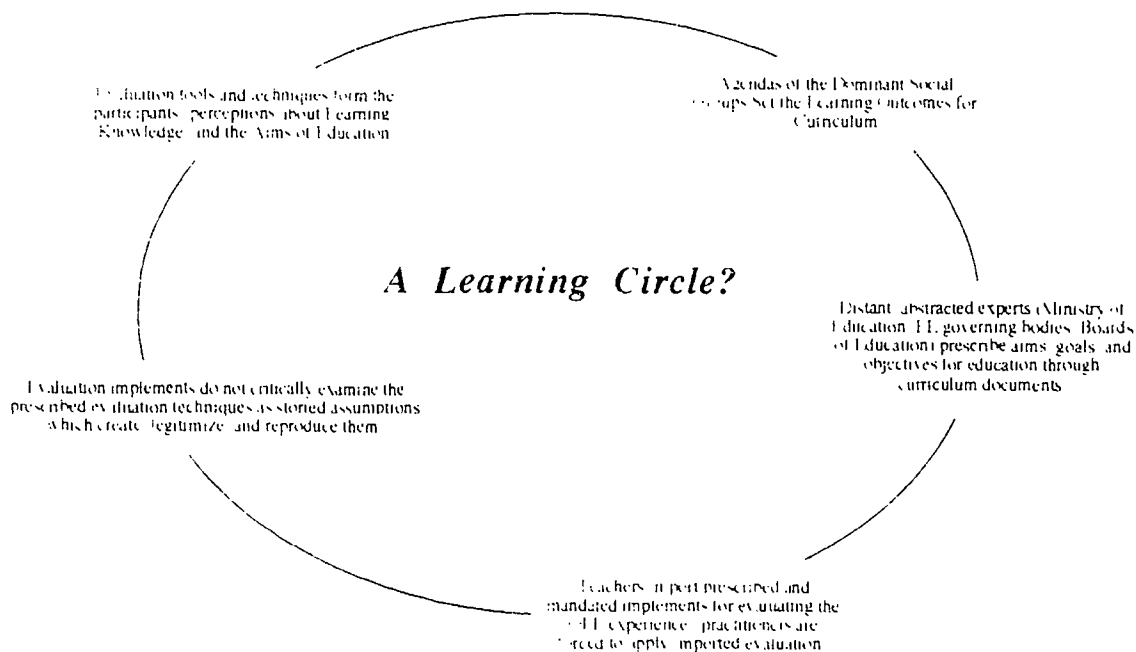 Evaluation tools and techniques form the
participants perceptions about Learning
Knowledge and the Aims of Education
Agendas of the Dominant Social
Groups Set the Learning Outcomes for
Curriculum
A Learning Circle?
Distant abstracted experts (Ministry of
Education governing bodies Boards
of Education) prescribe aims goals and
objectives for education through
curriculum documents
Evaluation implements do not critically examine the
prescribed evaluation techniques as storied assumptions
which create legitimize and reproduce them
Teachers import prescribed and
mandated implements for evaluating the
experience practitioners are
forced to apply imported evaluation